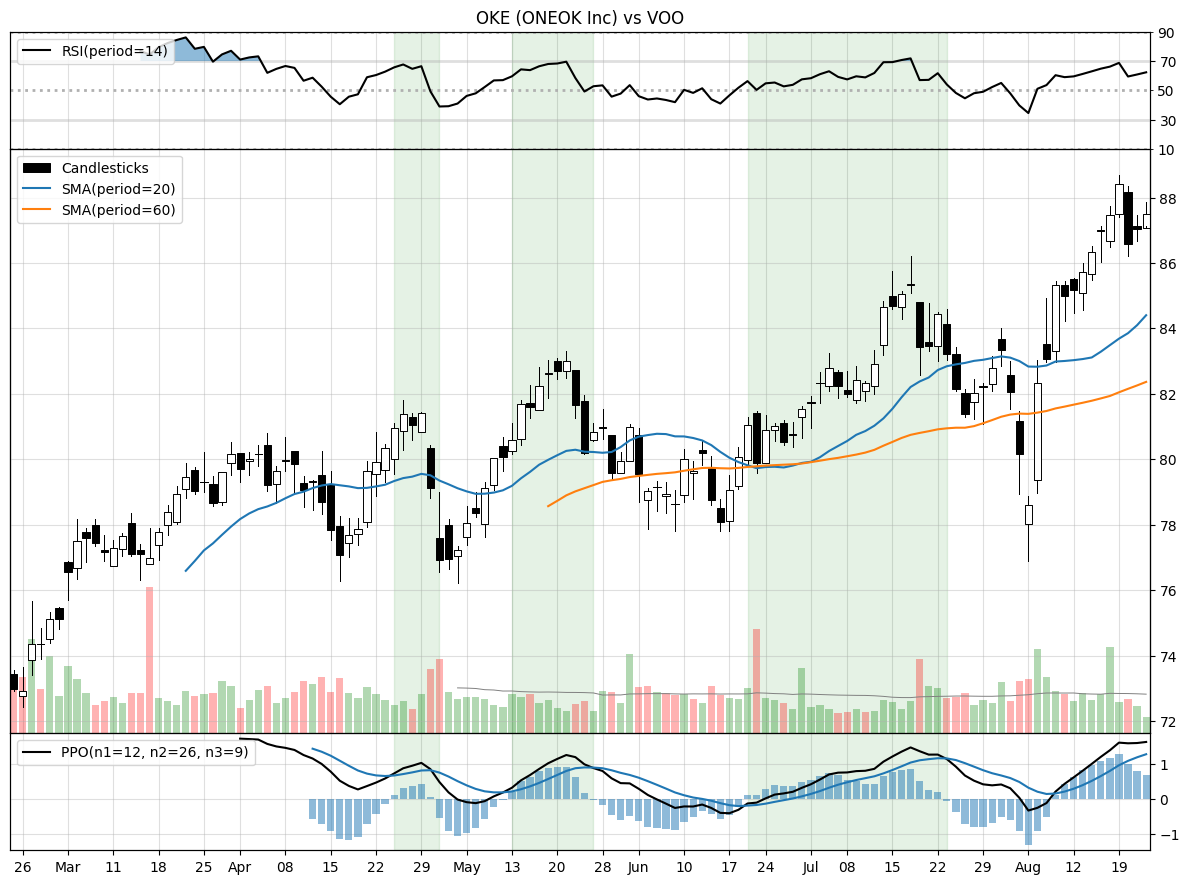 OKE (ONEOK Inc) vs VOO
RSI(period=14)
90
70
50
30
10
Candlesticks
SMA(period=20)
SMA(period=60)
88
86
84
82
80
78
76
74
72
PPO(n1=12, n2=26, n3=9)
1
0
−1
26 Mar 11 18 25 Apr 08 15 22 29 May 13 20 28 Jun 10 17 24 Jul 08 15 22 29 Aug 12 19